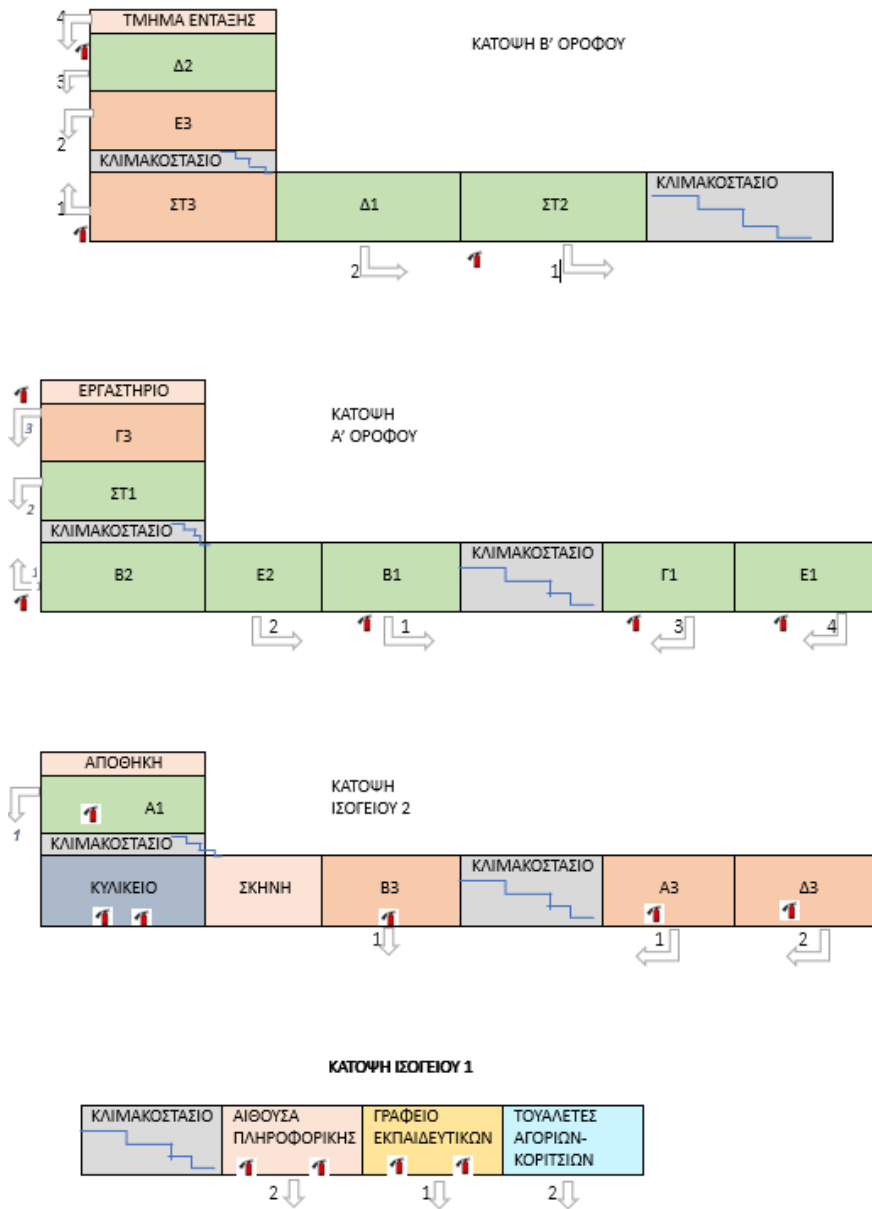 4
ΤΜΗΜΑ ΕΝΤΑΞΗΣ
ΚΑΤΟΨΗ Β' ΟΡΟΦΟΥ
3
Δ2
2
Ε3
ΚΛΙΜΑΚΟΣΤΑΣΙΟ
1
ΣΤ3
Δ1
ΣΤ2
ΚΛΙΜΑΚΟΣΤΑΣΙΟ
2
1
ΕΡΓΑΣΤΗΡΙΟ
ΚΑΤΟΨΗ
Α' ΟΡΟΦΟΥ
3
Γ3
2
ΣΤ1
ΚΛΙΜΑΚΟΣΤΑΣΙΟ
1
Β2
Ε2
Β1
ΚΛΙΜΑΚΟΣΤΑΣΙΟ
Γ1
Ε1
2
1
3
4
ΑΠΟΘΗΚΗ
ΚΑΤΟΨΗ
ΙΣΟΓΕΙΟΥ 2
1
Α1
ΚΛΙΜΑΚΟΣΤΑΣΙΟ
ΚΥΛΙΚΕΙΟ
ΣΚΗΝΗ
Β3
ΚΛΙΜΑΚΟΣΤΑΣΙΟ
Α3
Δ3
1
1
2
ΚΑΤΟΨΗ ΙΣΟΓΕΙΟΥ 1
ΚΛΙΜΑΚΟΣΤΑΣΙΟ
ΑΙΘΟΥΣΑ
ΠΛΗΡΟΦΟΡΙΚΗΣ
ΓΡΑΦΕΙΟ
ΕΚΠΑΙΔΕΥΤΙΚΩΝ
ΤΟΥΑΛΕΤΕΣ
ΑΓΟΡΙΩΝ-
ΚΟΡΙΤΣΙΩΝ
2
1
2